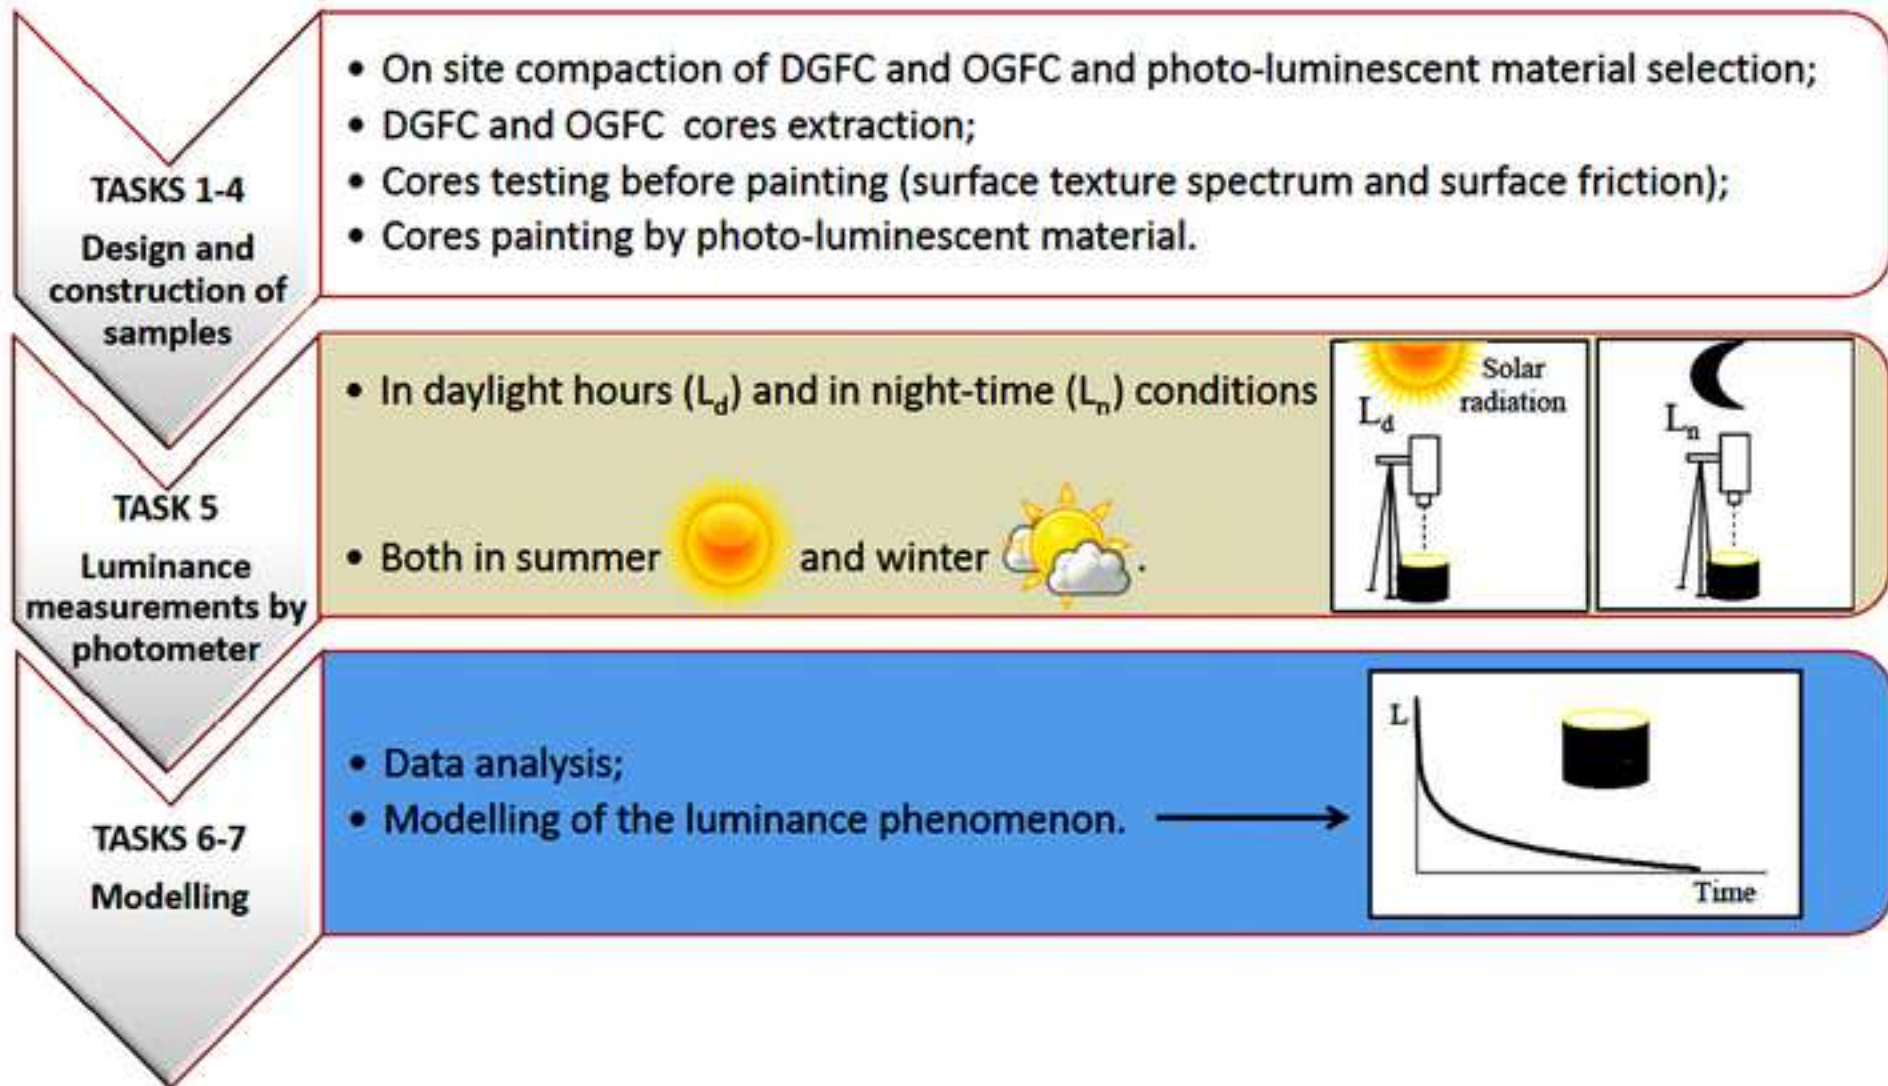 • On site compaction of DGFC and OGFC and photo-luminescent material selection;
• DGFC and OGFC cores extraction;
• Cores testing before painting (surface texture spectrum and surface friction);
• Cores painting by photo-luminescent material.
TASKS 1-4
Design and
construction of
samples
• In daylight hours (Ld) and in night-time (Ln) conditions
Solar
radiation
Ld
Ln
• Both in summer and winter .
TASK 5
Luminance
measurements by
photometer
• Data analysis;
• Modelling of the luminance phenomenon.
L
Time
TASKS 6-7
Modelling